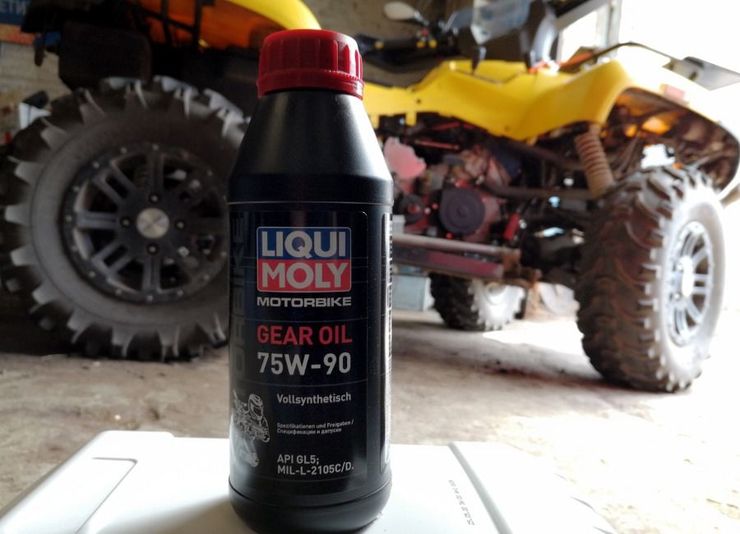 LIQUI
MOLY
MOTORBIKE
GEAR OIL
75W-90
Vollsynthetisch
Spezifikationen und Freigaben /
Спецификации и допуски
API GL5;
MIL-L-2105C/D.